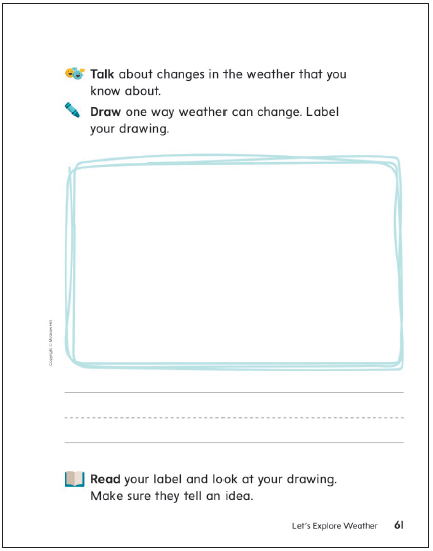 Talk about changes in the weather that you
know about.
Draw one way weather can change. Label
your drawing.
Copyright © McGraw Hill
Read your label and look at your drawing.
Make sure they tell an idea.
Let's Explore Weather 61